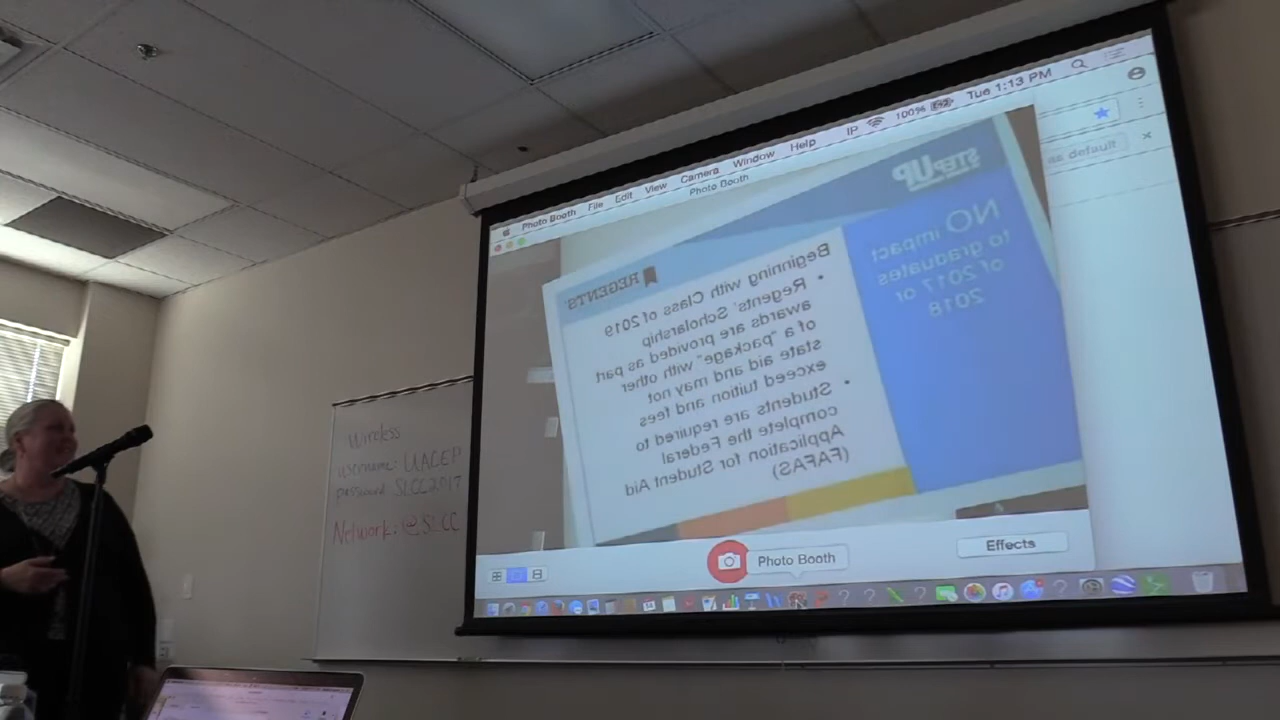 Photo Booth File Edit View Camera Window Help IP 100% Tue 1:13 PM
Photo Booth
as default
STEPUP
REGENTS'
NO impact
to graduates
of 2017 or
2018
Beginning with Class of 2019
• Regents' Scholarship
awards are provided as part
of a "package" with other
state aid and may not
exceed tuition and fees
• Students are required to
complete the Federal
Application for Student Aid
(FAFAS)
Photo Booth
Effects
Wireless
username: UACEP
password: SLCC2017
Network: @SLCC